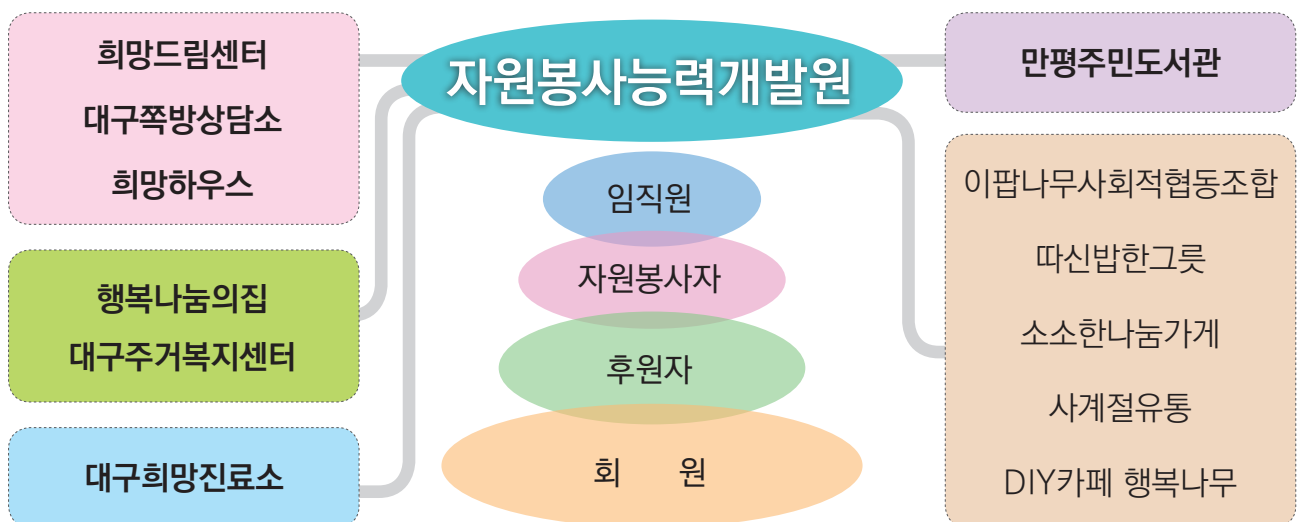 자원봉사능력개발원
희망드림센터
대구쪽방상담소
희망하우스
행복나눔의집
대구주거복지센터
대구희망진료소
임직원
자원봉사자
후원자
회 원
만평주민도서관
이팝나무사회적협동조합
따신밥한그릇
소소한나눔가게
사계절유통
DIY카페 행복나무